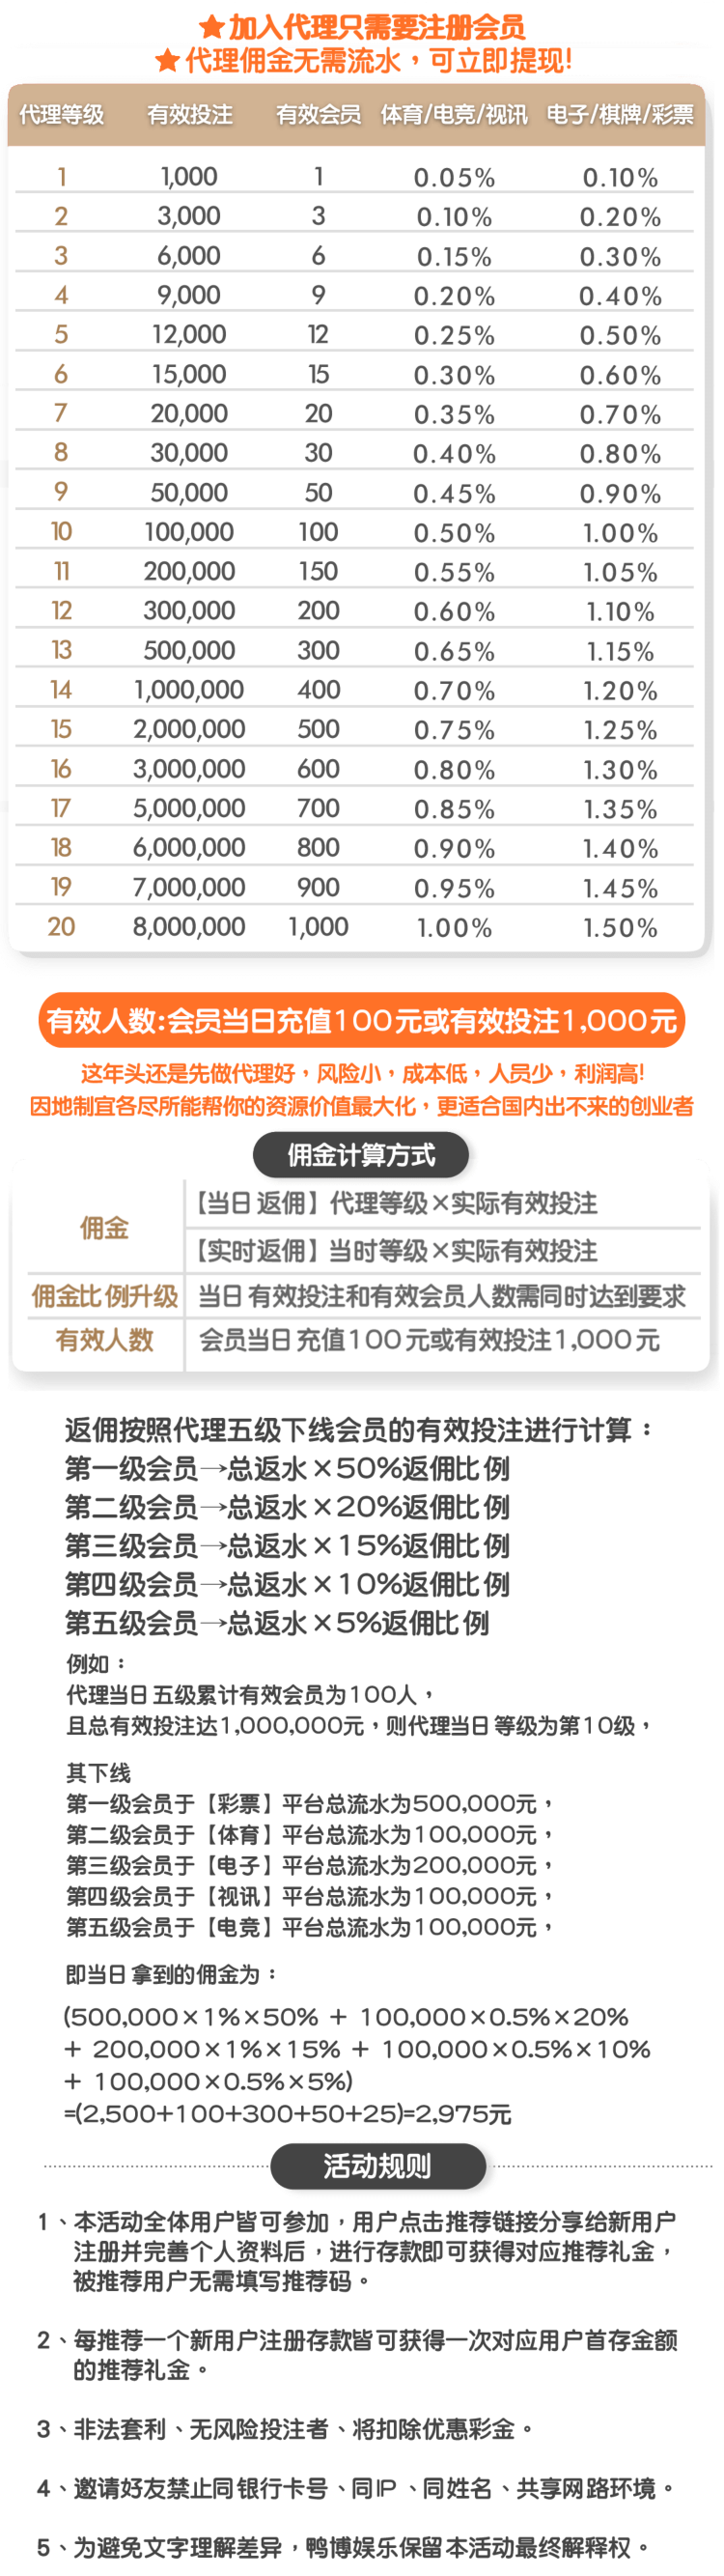 ★加入代理只需要注册会员
★代理佣金无需流水，可立即提现!
代理等级 有效投注 有效会员 体育/电竞/视讯 电子/棋牌/彩票
1 1,000 1 0.05% 0.10%
2 3,000 3 0.10% 0.20%
3 6,000 6 0.15% 0.30%
4 9,000 9 0.20% 0.40%
5 12,000 12 0.25% 0.50%
6 15,000 15 0.30% 0.60%
7 20,000 20 0.35% 0.70%
8 30,000 30 0.40% 0.80%
9 50,000 50 0.45% 0.90%
10 100,000 100 0.50% 1.00%
11 200,000 150 0.55% 1.05%
12 300,000 200 0.60% 1.10%
13 500,000 300 0.65% 1.15%
14 1,000,000 400 0.70% 1.20%
15 2,000,000 500 0.75% 1.25%
16 3,000,000 600 0.80% 1.30%
17 5,000,000 700 0.85% 1.35%
18 6,000,000 800 0.90% 1.40%
19 7,000,000 900 0.95% 1.45%
20 8,000,000 1,000 1.00% 1.50%
有效人数:会员当日充值100元或有效投注1,000元
这年头还是先做代理好，风险小，成本低，人员少，利润高!
因地制宜各尽所能帮你的资源价值最大化，更适合国内出不来的创业者
佣金计算方式
佣金
【当日返佣】代理等级×实际有效投注
【实时返佣】当时等级×实际有效投注
佣金比例升级 当日有效投注和有效会员人数需同时达到要求
有效人数 会员当日充值100元或有效投注1,000元
返佣按照代理五级下线会员的有效投注进行计算：
第一级会员→总返水×50%返佣比例
第二级会员→总返水×20%返佣比例
第三级会员→总返水×15%返佣比例
第四级会员→总返水×10%返佣比例
第五级会员→总返水×5%返佣比例
例如：
代理当日五级累计有效会员为100人，
且总有效投注达1,000,000元，则代理当日等级为第10级，
其下线
第一级会员于【彩票】平台总流水为500,000元，
第二级会员于【体育】平台总流水为100,000元，
第三级会员于【电子】平台总流水为200,000元，
第四级会员于【视讯】平台总流水为100,000元，
第五级会员于【电竞】平台总流水为100,000元，
即当日拿到的佣金为：
(500,000×1%×50% + 100,000×0.5%×20%
+ 200,000×1%×15% + 100,000×0.5%×10%
+ 100,000×0.5%×5%)
=(2,500+100+300+50+25)=2,975元
活动规则
1、本活动全体用户皆可参加，用户点击推荐链接分享给新用户
注册并完善个人资料后，进行存款即可获得对应推荐礼金，
被推荐用户无需填写推荐码。
2、每推荐一个新用户注册存款皆可获得一次对应用户首存金额
的推荐礼金。
3、非法套利、无风险投注者、将扣除优惠彩金。
4、邀请好友禁止同银行卡号、同IP、同姓名、共享网路环境。
5、为避免文字理解差异，鸭博娱乐保留本活动最终解释权。